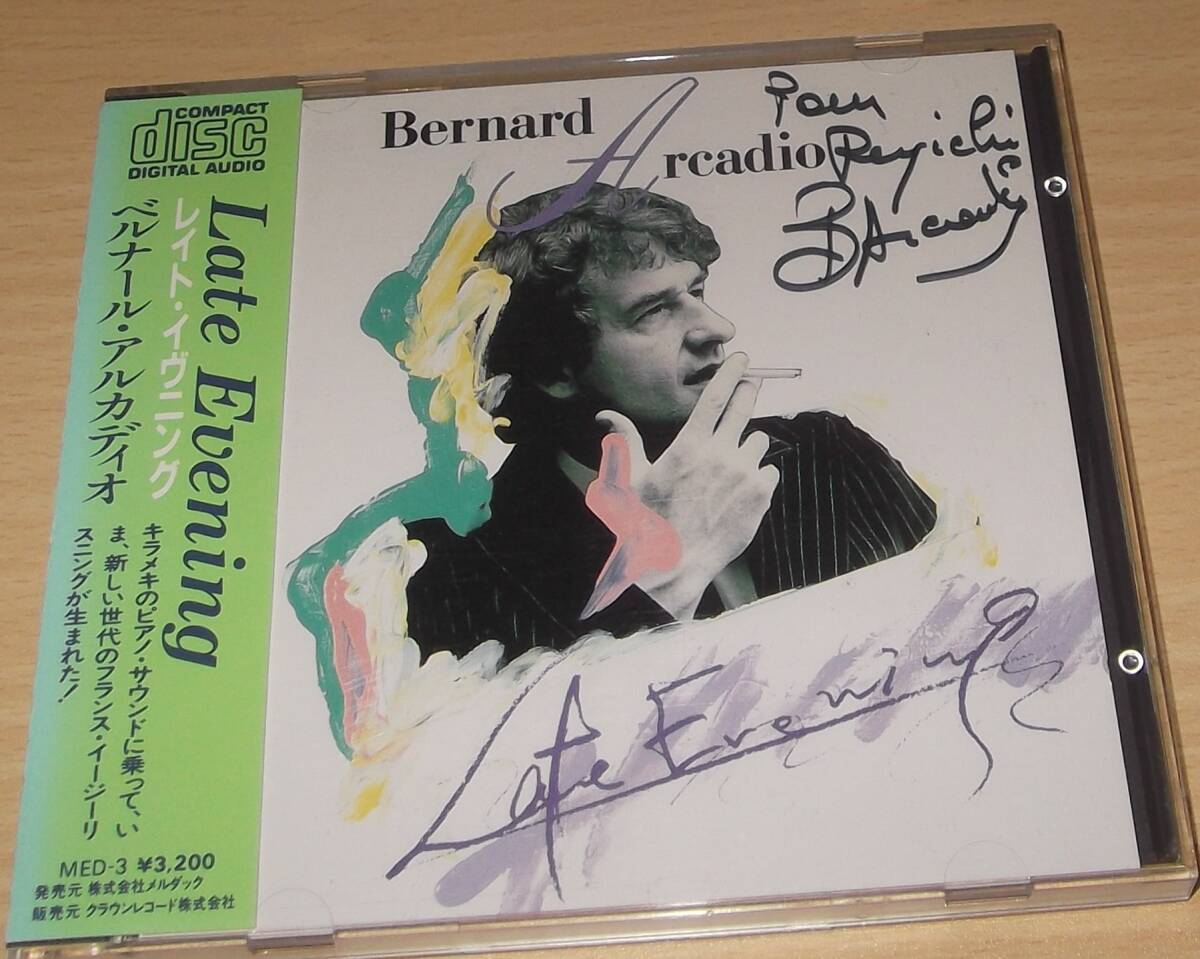 COMPACT
disc
DIGITAL AUDIO
Late Evening
レイト・イヴニング
ベルナール・アルカディオ
キラメキのピアノ・サウンドに乗って、い
ま、新しい世代のフランス・イージーリ
スニングが生まれた!
MED-3 ¥3,200
発売元 株式会社メルダック
販売元 クラウンレコード株式会社
Bernard
Arcadio
Pour
B Arcadio
Late Evening